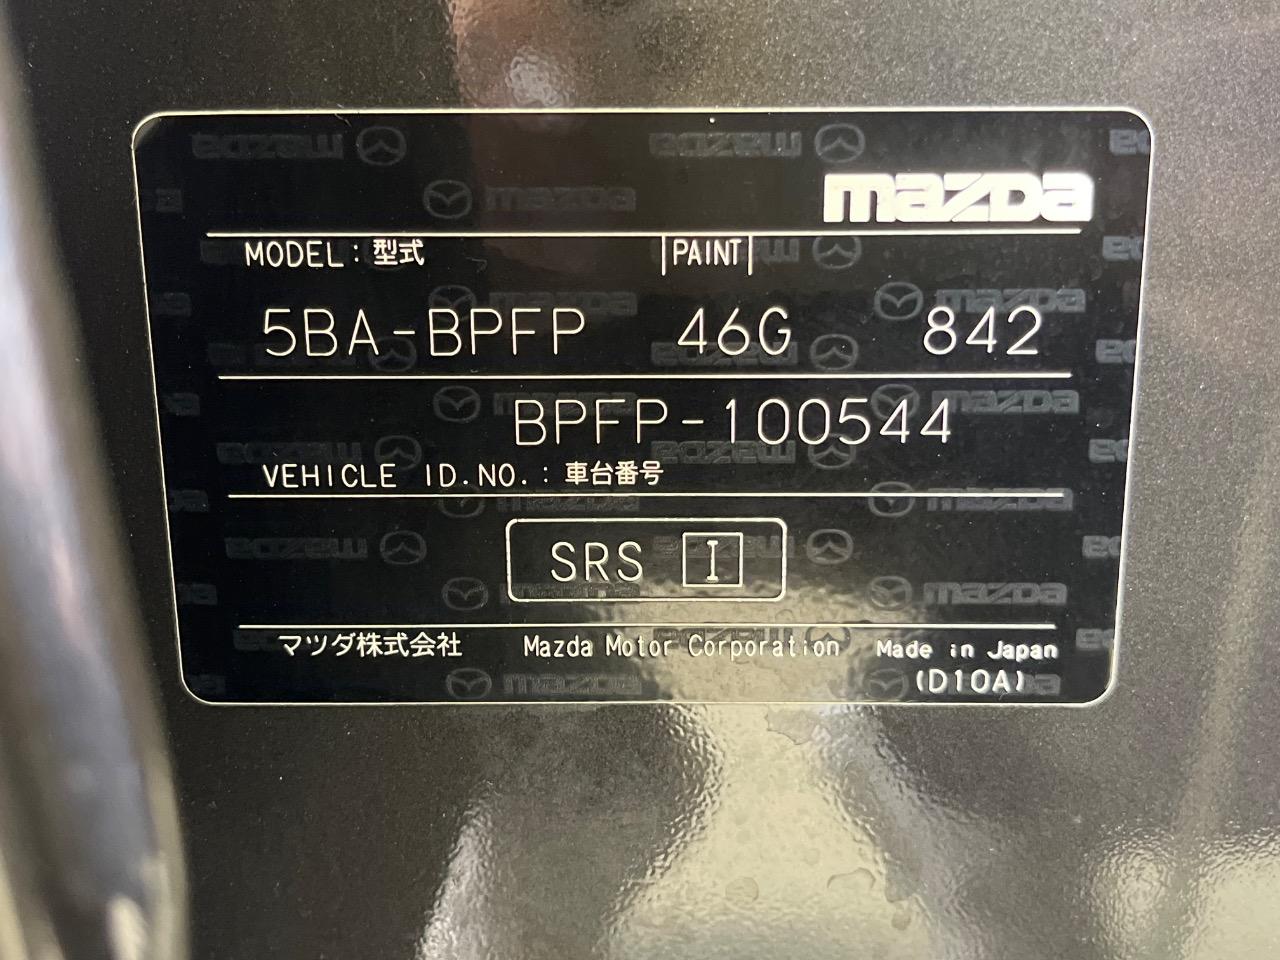 mazda
MODEL : 型式 PAINT
5BA-BPFP 46G 842
BPFP-100544
VEHICLE ID.NO. : 車台番号
SRS I
マツダ株式会社 Mazda Motor Corporation Made in Japan
(D10A)